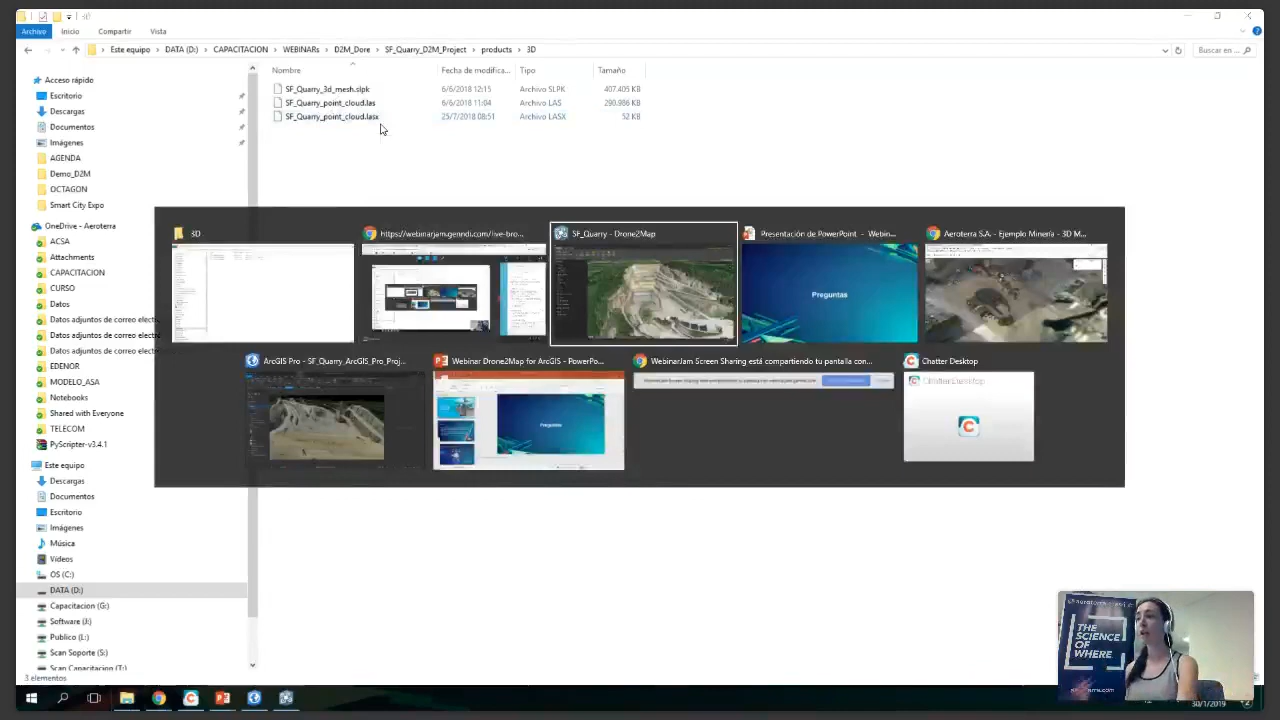 Archivo Inicio Compartir Vista
Este equipo > DATA (D:) > CAPACITACION > WEBINARs > D2M_Dore > SF_Quarry_D2M_Project > products > 3D
Buscar en ...
Nombre Fecha de modifica... Tipo Tamaño
SF_Quarry_3d_mesh.slpk 6/6/2018 12:15 Archivo SLPK 407.405 KB
SF_Quarry_point_cloud.las 6/6/2018 11:04 Archivo LAS 290.986 KB
SF_Quarry_point_cloud.lasx 25/7/2018 08:51 Archivo LASX 52 KB
Acceso rápido
Escritorio
Descargas
Documentos
Imágenes
AGENDA
Demo_D2M
OCTAGON
Smart City Expo
OneDrive - Aeroterra
ACSA
Attachments
CAPACITACION
CURSO
Datos
Datos adjuntos de correo elect
Datos adjuntos de correo elect
Datos adjuntos de correo elect
EDENOR
MODELO_ASA
Notebooks
Shared with Everyone
TELECOM
PyScripter-v3.4.1
Este equipo
Descargas
Documentos
Escritorio
Imágenes
Música
Vídeos
OS (C:)
DATA (D:)
Capacitacion (G:)
Software (J:)
Publico (L:)
Scan Soporte (S:)
Scan Capacitacion (T:)
3 elementos
3D
https://webinarjam.genndi.com/live-bro...
SF_Quarry - Drone2Map
Presentación de PowerPoint - Webin...
Preguntas
Aeroterra S.A. - Ejemplo Minería - 3D M...
ArcGIS Pro - SF_Quarry_ArcGIS_Pro_Proj...
Webinar Drone2Map for ArcGIS - PowerPo...
Preguntas
WebinarJam Screen Sharing está compartiendo tu pantalla con...
Chatter Desktop
Chatter Desktop
THE
SCIENCE
OF
WHERE
30/1/2019